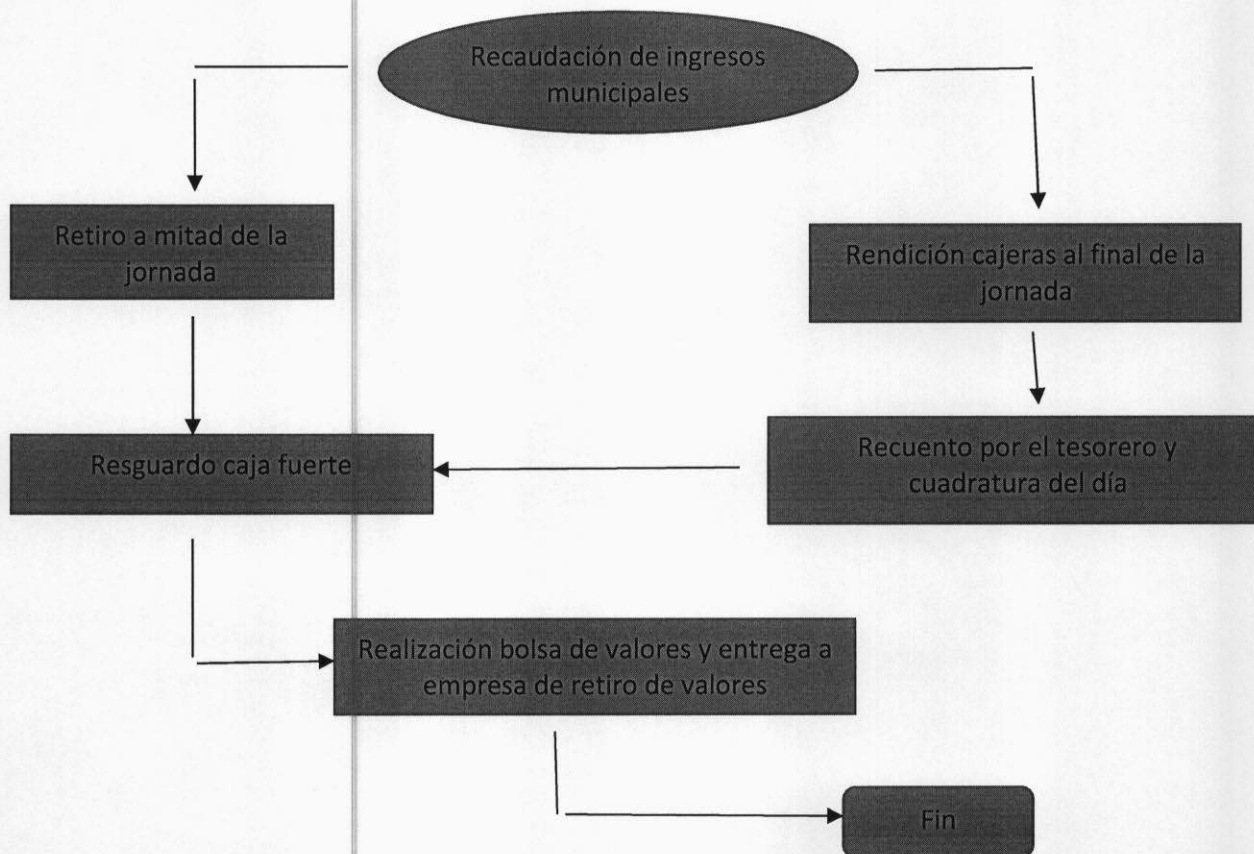 Recaudación de ingresos
municipales
Retiro a mitad de la
jornada
Rendición cajeras al final de la
jornada
Resguardo caja fuerte
Recuento por el tesorero y
cuadratura del día
Realización bolsa de valores y entrega a
empresa de retiro de valores
Fin